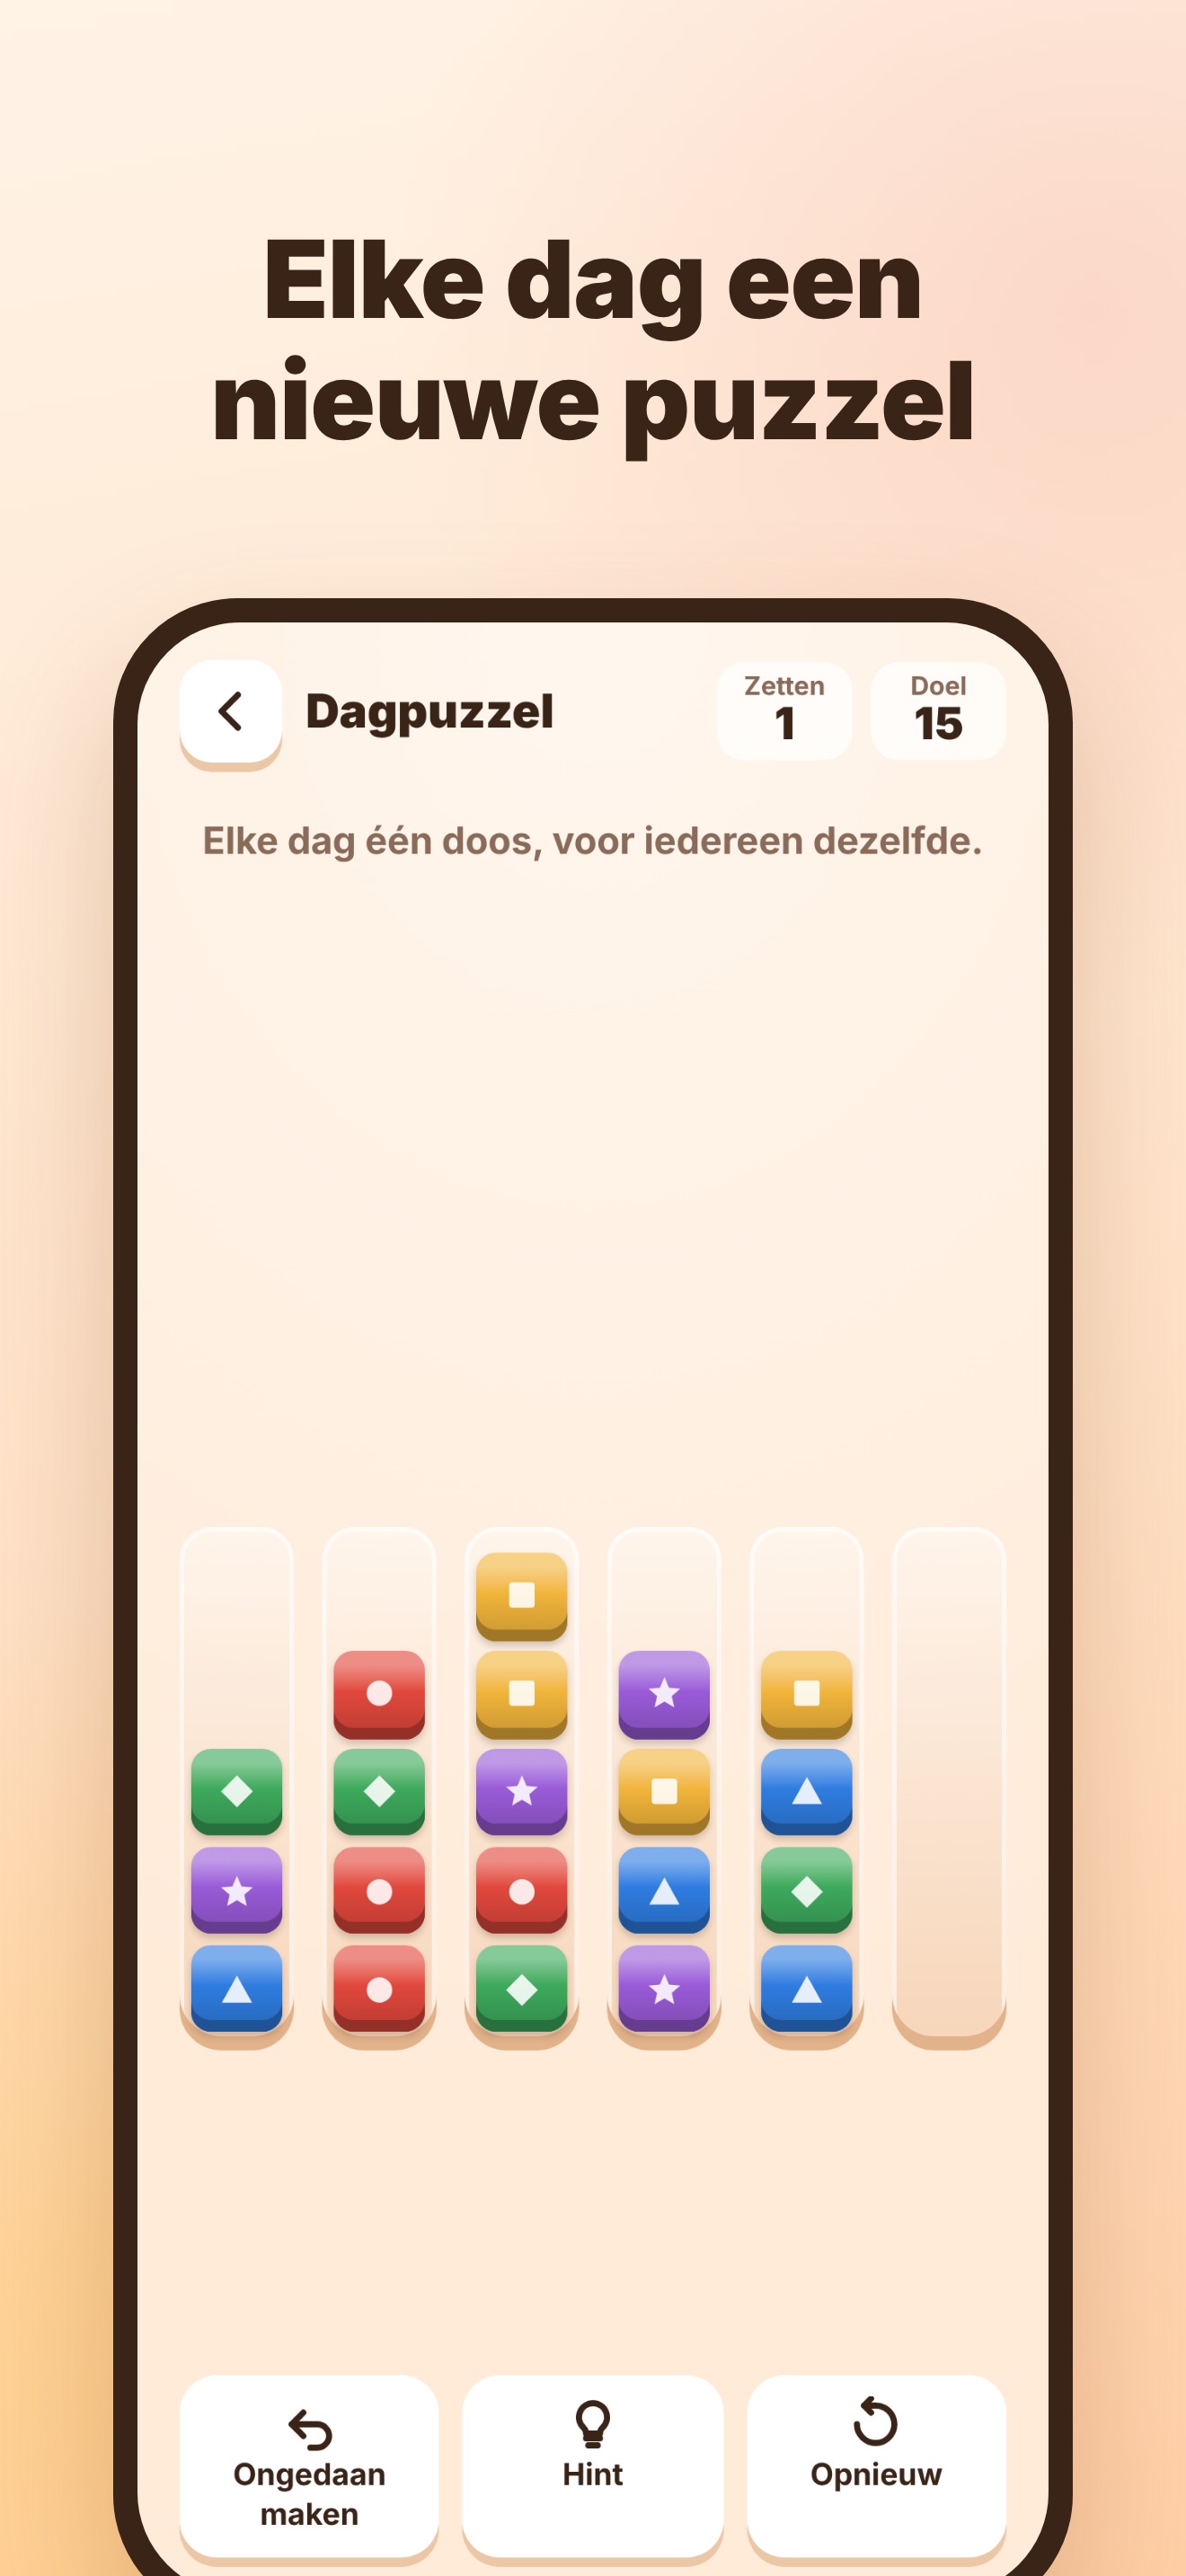 Elke dag een
nieuwe puzzel
Dagpuzzel
Zetten
1
Doel
15
Elke dag één doos, voor iedereen dezelfde.
Ongedaan
maken
Hint
Opnieuw